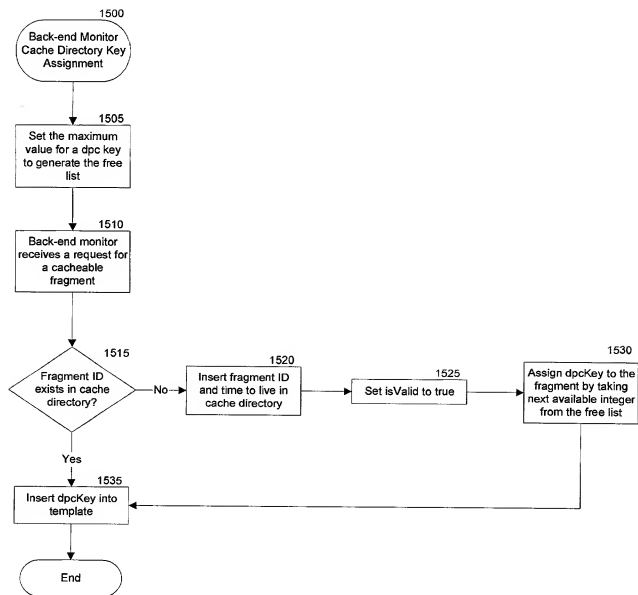 1500
Back-end Monitor
Cache Directory Key
Assignment
1505
Set the maximum
value for a dpc key
to generate the free
list
1510
Back-end monitor
receives a request for
a cacheable
fragment
1515
Fragment ID
exists in cache
directory?
No
1520
Insert fragment ID
and time to live in
cache directory
1525
Set isValid to true
1530
Assign dpcKey to the
fragment by taking
next available integer
from the free list
Yes
1535
Insert dpcKey into
template
End